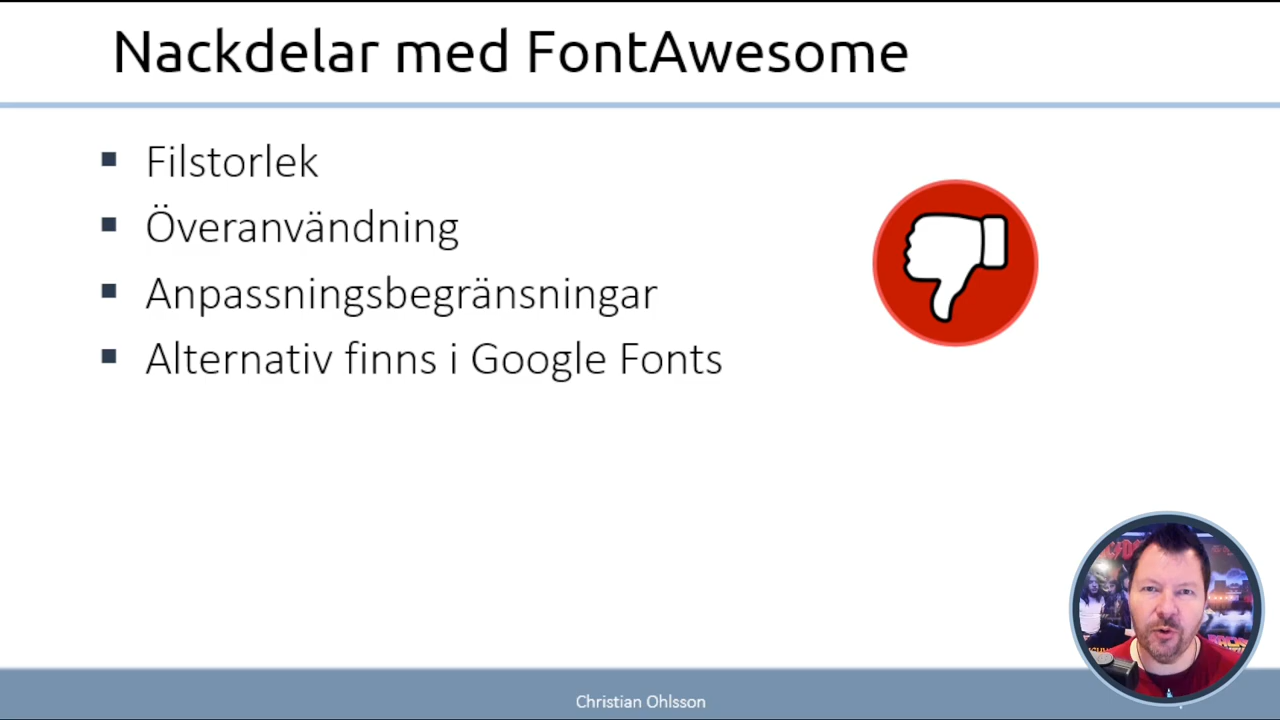 Nackdelar med FontAwesome
Filstorlek
Överanvändning
Anpassningsbegränsningar
Alternativ finns i Google Fonts
Christian Ohlsson